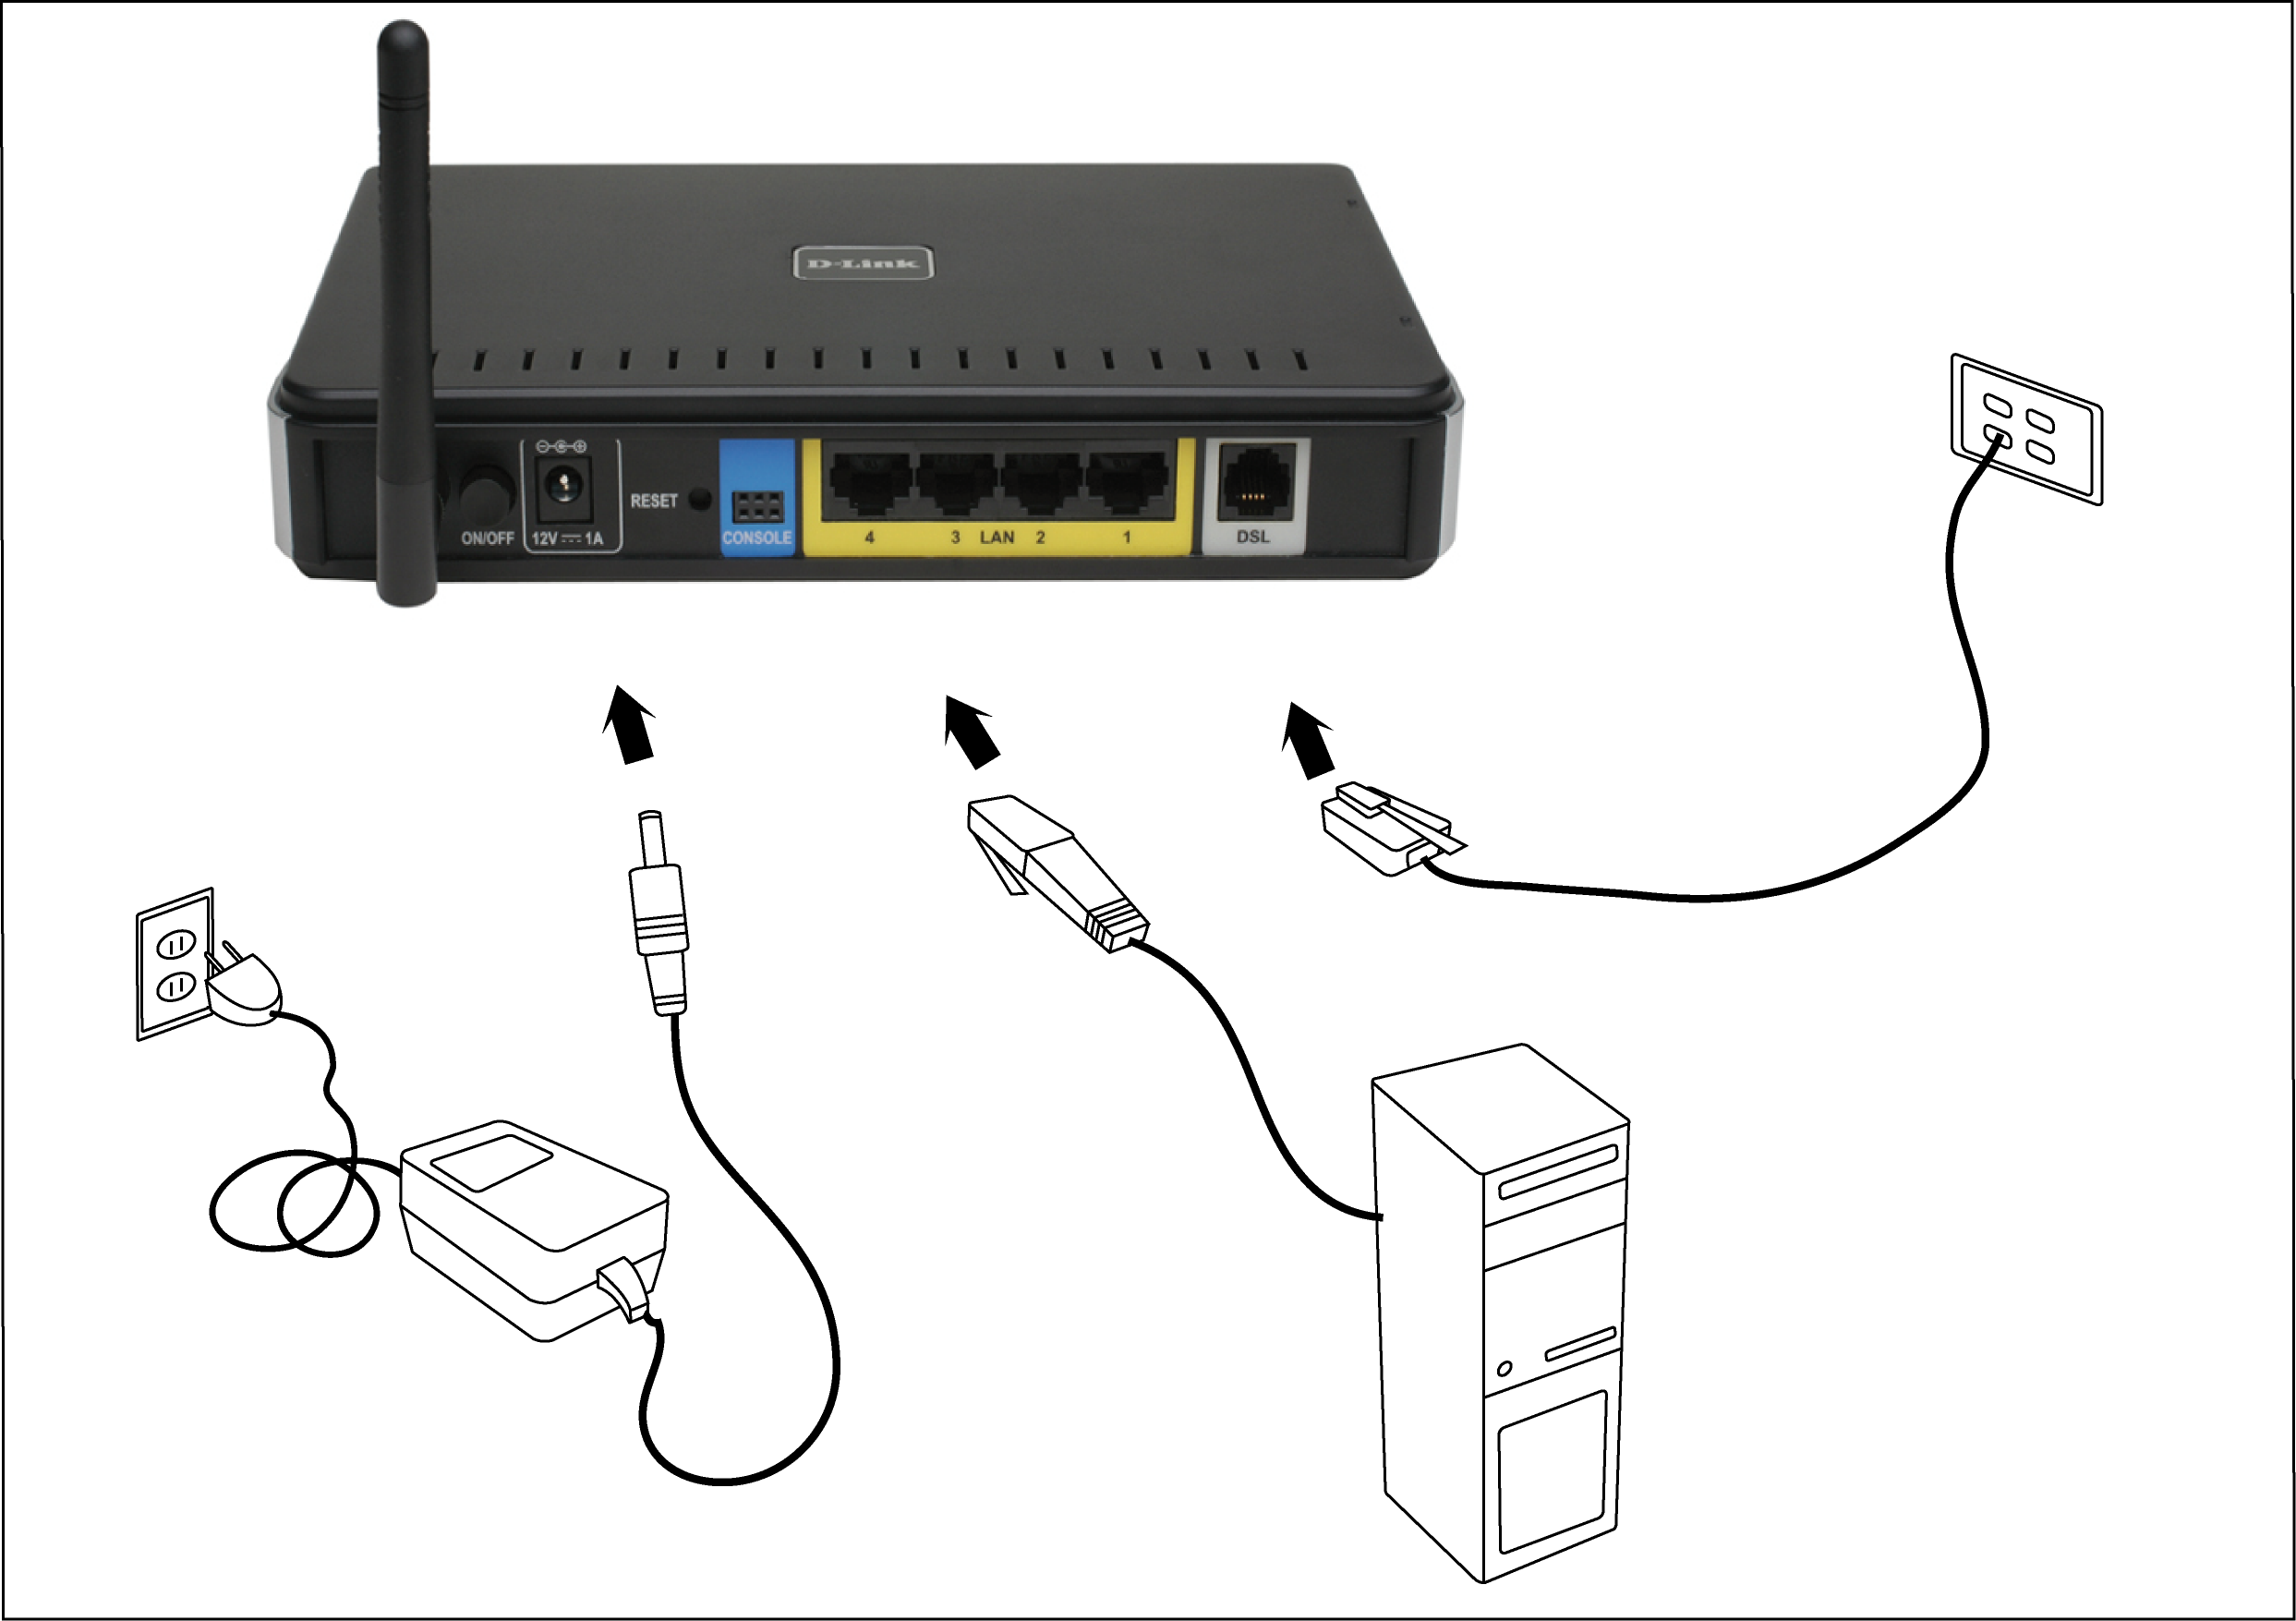 D-Link
ON/OFF
12V 1A
RESET
CONSOLE
4 3 LAN 2 1
DSL